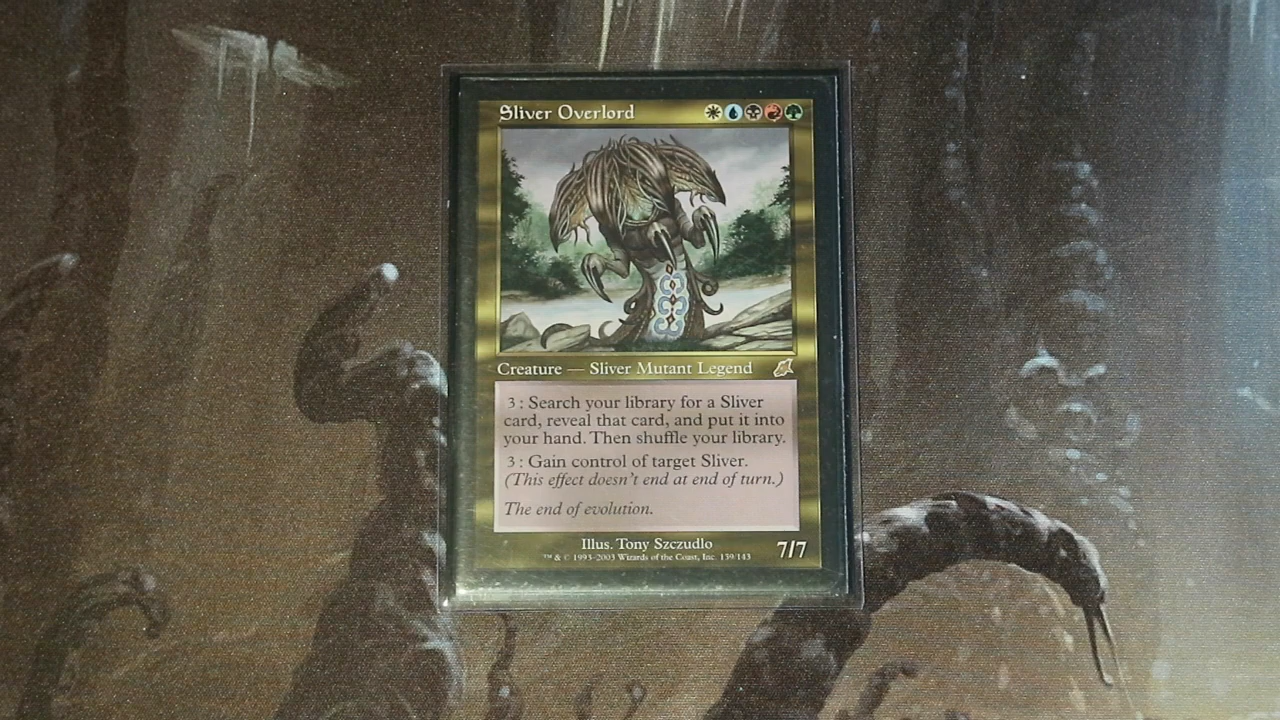 Sliver Overlord
Creature — Sliver Mutant Legend
3: Search your library for a Sliver
card, reveal that card, and put it into
your hand. Then shuffle your library.
3: Gain control of target Sliver.
(This effect doesn't end at end of turn.)
The end of evolution.
Illus. Tony Szczudlo
™ & © 1993–2003 Wizards of the Coast, Inc. 139/143
7/7